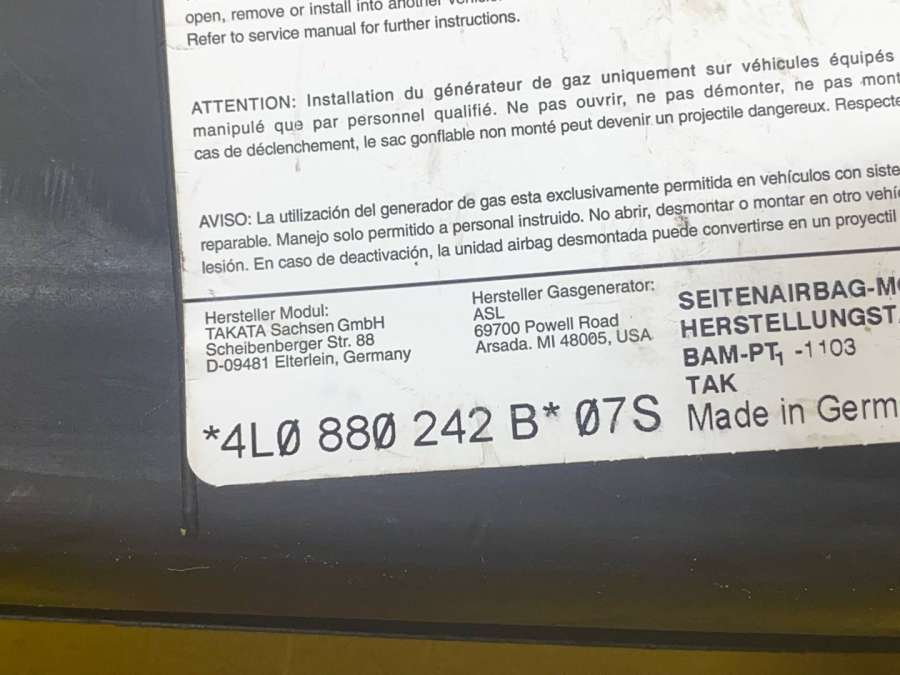 open, remove or install into another
Refer to service manual for further instructions.
ATTENTION: Installation du générateur de gaz uniquement sur véhicules équipés
manipulé que par personnel qualifié. Ne pas ouvrir, ne pas démonter, ne pas mont
cas de déclenchement, le sac gonflable non monté peut devenir un projectile dangereux. Respecte
AVISO: La utilización del generador de gas esta exclusivamente permitida en vehículos con siste
reparable. Manejo solo permitido a personal instruido. No abrir, desmontar o montar en otro vehí
lesión. En caso de deactivación, la unidad airbag desmontada puede convertirse en un proyectil
Hersteller Modul:
TAKATA Sachsen GmbH
Scheibenberger Str. 88
D-09481 Elterlein, Germany
Hersteller Gasgenerator:
ASL
69700 Powell Road
Arsada. MI 48005, USA
SEITENAIRBAG-MO
HERSTELLUNGSTA
BAM-PT1 -1103
TAK
Made in Germ
*4LØ 88Ø 242 B* Ø7S